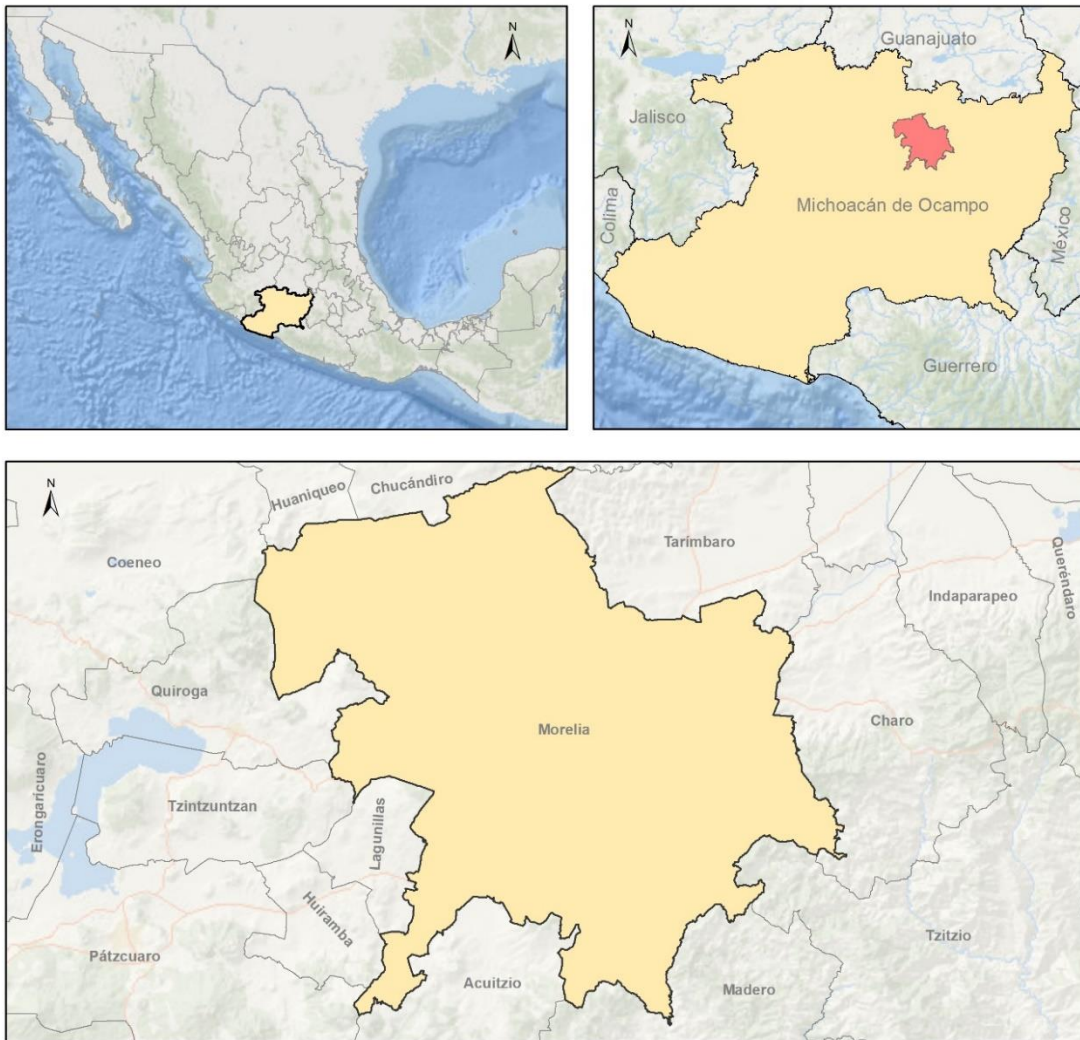 N
N
Guanajuato
Jalisco
Michoacán de Ocampo
Colima
México
Guerrero
N
Huaniqueo
Chucándiro
Tarímbaro
Coeneo
Queréndaro
Indaparapeo
Quiroga
Morelia
Charo
Erongarícuaro
Tzintzuntzan
Lagunillas
Huiramba
Tzitzio
Pátzcuaro
Acuitzio
Madero